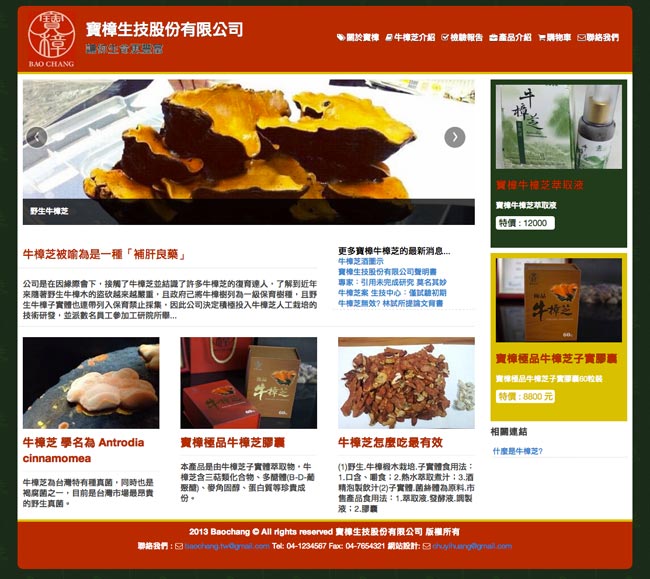 寶樟
BAO CHANG
寶樟生技股份有限公司
關於寶樟 牛樟芝介紹 檢驗報告 產品介紹 購物車 聯絡我們
野生牛樟芝
牛樟芝
寶樟牛樟芝萃取液
寶樟牛樟芝萃取液
特價 : 12000
牛樟芝被喻為是一種「補肝良藥」
公司是在因緣際會下，接觸了牛樟芝並結識了許多牛樟芝的復育達人，了解到近年
來隨著野生牛樟木的盜砍越來越嚴重，且政府己將牛樟樹列為一級保育樹種，且野
生牛樟子實體也連帶列入保育禁止採集，因此公司決定積極投入牛樟芝人工栽培的
技術研發，並派數名員工參加工研院所舉...
更多寶樟牛樟芝的最新消息...
牛樟芝酒圖示
寶樟生技股份有限公司聲明書
專家：引用未完成研究 莫名其妙
牛樟芝案 生技中心：僅試驗初期
牛樟芝無效? 林試所提論文背書
極品
牛樟芝
60粒
寶樟極品牛樟芝子實膠囊
寶樟極品牛樟芝子實膠囊60粒裝
特價 : 8800 元
相關連結
什麼是牛樟芝?
牛樟芝 學名為 Antrodia
cinnamomea
牛樟芝為台灣特有種真菌，同時也是
褐腐菌之一，目前是台灣市場最昂貴
的野生真菌。
寶樟極品牛樟芝膠囊
本產品是由牛樟芝子實體萃取物，牛
樟芝含三萜類化合物、多醣體(B-D-葡
聚醣)、麥角固醇、蛋白質等珍貴成
份。
牛樟芝怎麼吃最有效
(1)野生.牛樟椴木栽培.子實體食用法：
1.口含、嚼食；2.熱水萃取煮汁；3.酒
精泡製飲汁(2)子實體.菌絲體為原料.市
售產品食用法：1.萃取液.發酵液.調製
液；2.膠囊
2013 Baochang © All rights reserved 寶樟生技股份有限公司 版權所有
聯絡我們 : baochang.tw@gmail.com Tel: 04-1234567 Fax: 04-7654321 網站設計: chuyihuang@gmail.com